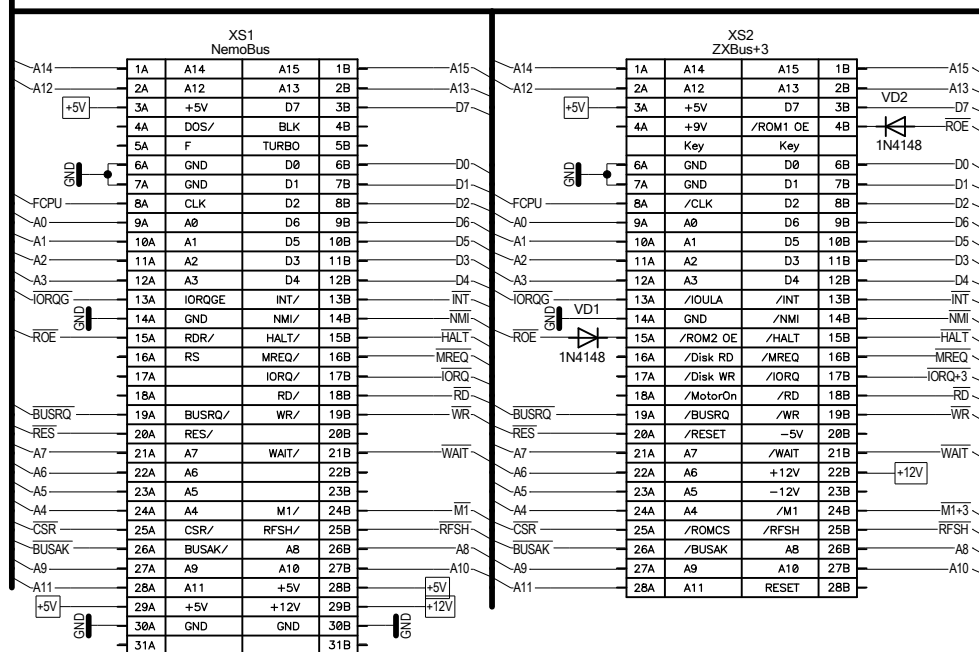 XS1
NemoBus
A14 1A A14 A15 1B A15
A12 2A A12 A13 2B A13
+5V 3A +5V D7 3B D7
4A DOS/ BLK 4B
5A F TURBO 5B
GND 6A GND D0 6B D0
7A GND D1 7B D1
FCPU 8A CLK D2 8B D2
A0 9A A0 D6 9B D6
A1 10A A1 D5 10B D5
A2 11A A2 D3 11B D3
A3 12A A3 D4 12B D4
IORQG 13A IORQGE INT/ 13B INT
GND 14A GND NMI/ 14B NMI
ROE 15A RDR/ HALT/ 15B HALT
16A RS MREQ/ 16B MREQ
17A IORQ/ 17B IORQ
18A RD/ 18B RD
BUSRQ 19A BUSRQ/ WR/ 19B WR
RES 20A RES/ 20B
A7 21A A7 WAIT/ 21B WAIT
A6 22A A6 22B
A5 23A A5 23B
A4 24A A4 M1/ 24B M1
CSR 25A CSR/ RFSH/ 25B RFSH
BUSAK 26A BUSAK/ A8 26B A8
A9 27A A9 A10 27B A10
A11 28A A11 +5V 28B +5V
+5V 29A +5V +12V 29B +12V
GND 30A GND GND 30B GND
31A 31B
XS2
ZXBus+3
A14 1A A14 A15 1B A15
A12 2A A12 A13 2B A13
+5V 3A +5V D7 3B D7
4A +9V /ROM1 OE 4B VD2 1N4148 ROE
Key Key
GND 6A GND D0 6B D0
7A GND D1 7B D1
FCPU 8A /CLK D2 8B D2
A0 9A A0 D6 9B D6
A1 10A A1 D5 10B D5
A2 11A A2 D3 11B D3
A3 12A A3 D4 12B D4
IORQG 13A /IOULA /INT 13B INT
GND 14A GND /NMI 14B NMI
ROE VD1 1N4148 15A /ROM2 OE /HALT 15B HALT
16A /Disk RD /MREQ 16B MREQ
17A /Disk WR /IORQ 17B IORQ+3
18A /MotorOn /RD 18B RD
BUSRQ 19A /BUSRQ /WR 19B WR
RES 20A /RESET -5V 20B
A7 21A A7 /WAIT 21B WAIT
A6 22A A6 +12V 22B +12V
A5 23A A5 -12V 23B
A4 24A A4 /M1 24B M1+3
CSR 25A /ROMCS /RFSH 25B RFSH
BUSAK 26A /BUSAK A8 26B A8
A9 27A A9 A10 27B A10
A11 28A A11 RESET 28B